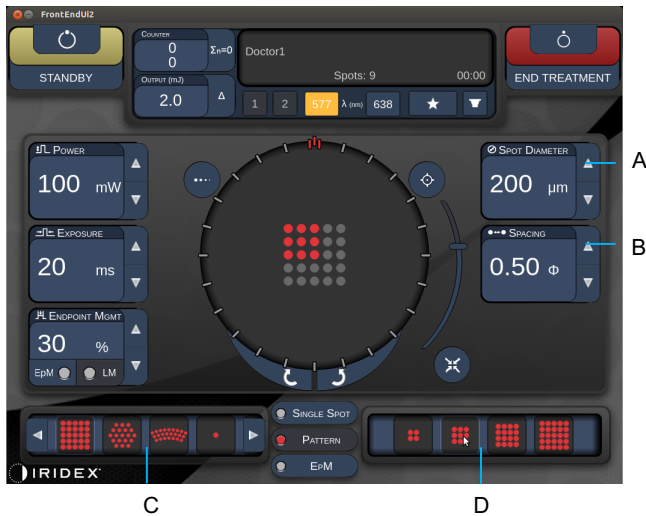 FrontEndUi2
STANDBY
COUNTER
0
0
Σn=0
OUTPUT (mJ)
2.0
Δ
Doctor1
Spots: 9
00:00
1
2
577
λ (nm)
638
END TREATMENT
POWER
100 mW
EXPOSURE
20 ms
ENDPOINT MGMT
30 %
EpM
LM
SPOT DIAMETER
200 μm
SPACING
0.50 Φ
A
B
SINGLE SPOT
PATTERN
EPM
IRIDEX
C
D